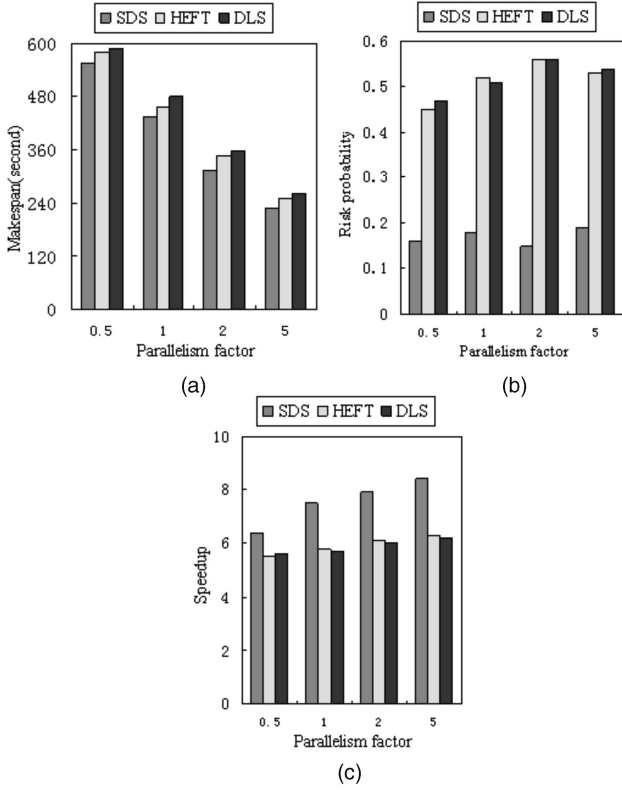 SDS HEFT DLS
600
480
360
240
120
0
Makespan(second)
0.5 1 2 5
Parallelism factor
(a)
SDS HEFT DLS
0.6
0.5
0.4
0.3
0.2
0.1
0
Risk probability
0.5 1 2 5
Parallelism factor
(b)
SDS HEFT DLS
10
8
6
4
2
0
Speedup
0.5 1 2 5
Parallelism factor
(c)